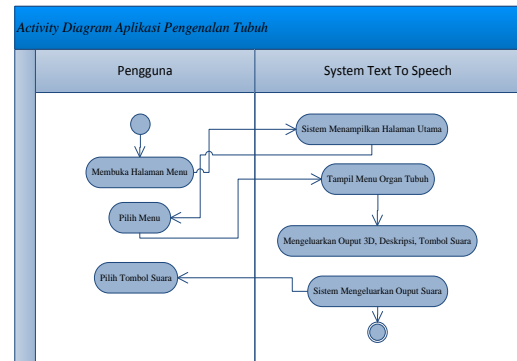 Activity Diagram Aplikasi Pengenalan Tubuh
Pengguna
System Text To Speech
Sistem Menampilkan Halaman Utama
Membuka Halaman Menu
Tampil Menu Organ Tubuh
Pilih Menu
Mengeluarkan Ouput 3D, Deskripsi, Tombol Suara
Pilih Tombol Suara
Sistem Mengeluarkan Ouput Suara